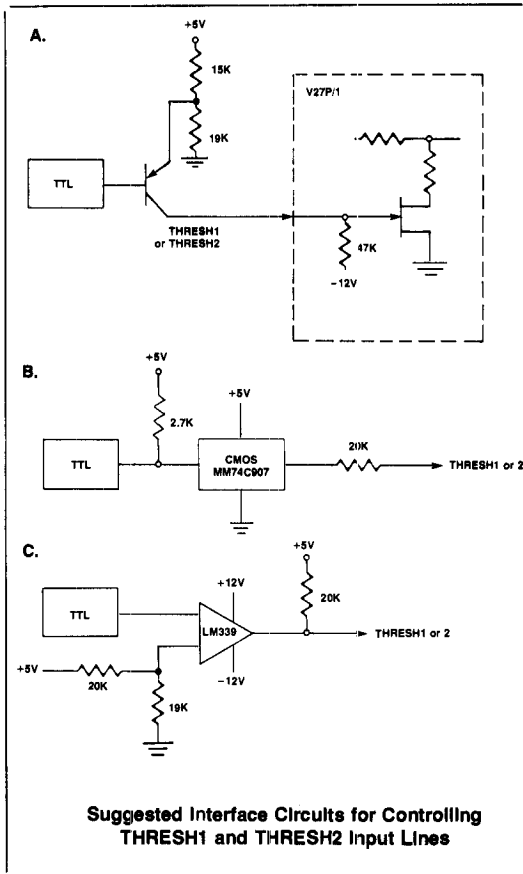 A.
+5V
15K
19K
V27P/1
TTL
THRESH1
or THRESH2
47K
-12V
B.
+5V
2.7K
+5V
TTL
CMOS
MM74C907
20K
THRESH1 or 2
C.
+5V
20K
TTL
+12V
LM339
THRESH1 or 2
+5V
20K
-12V
19K
Suggested Interface Circuits for Controlling
THRESH1 and THRESH2 Input Lines